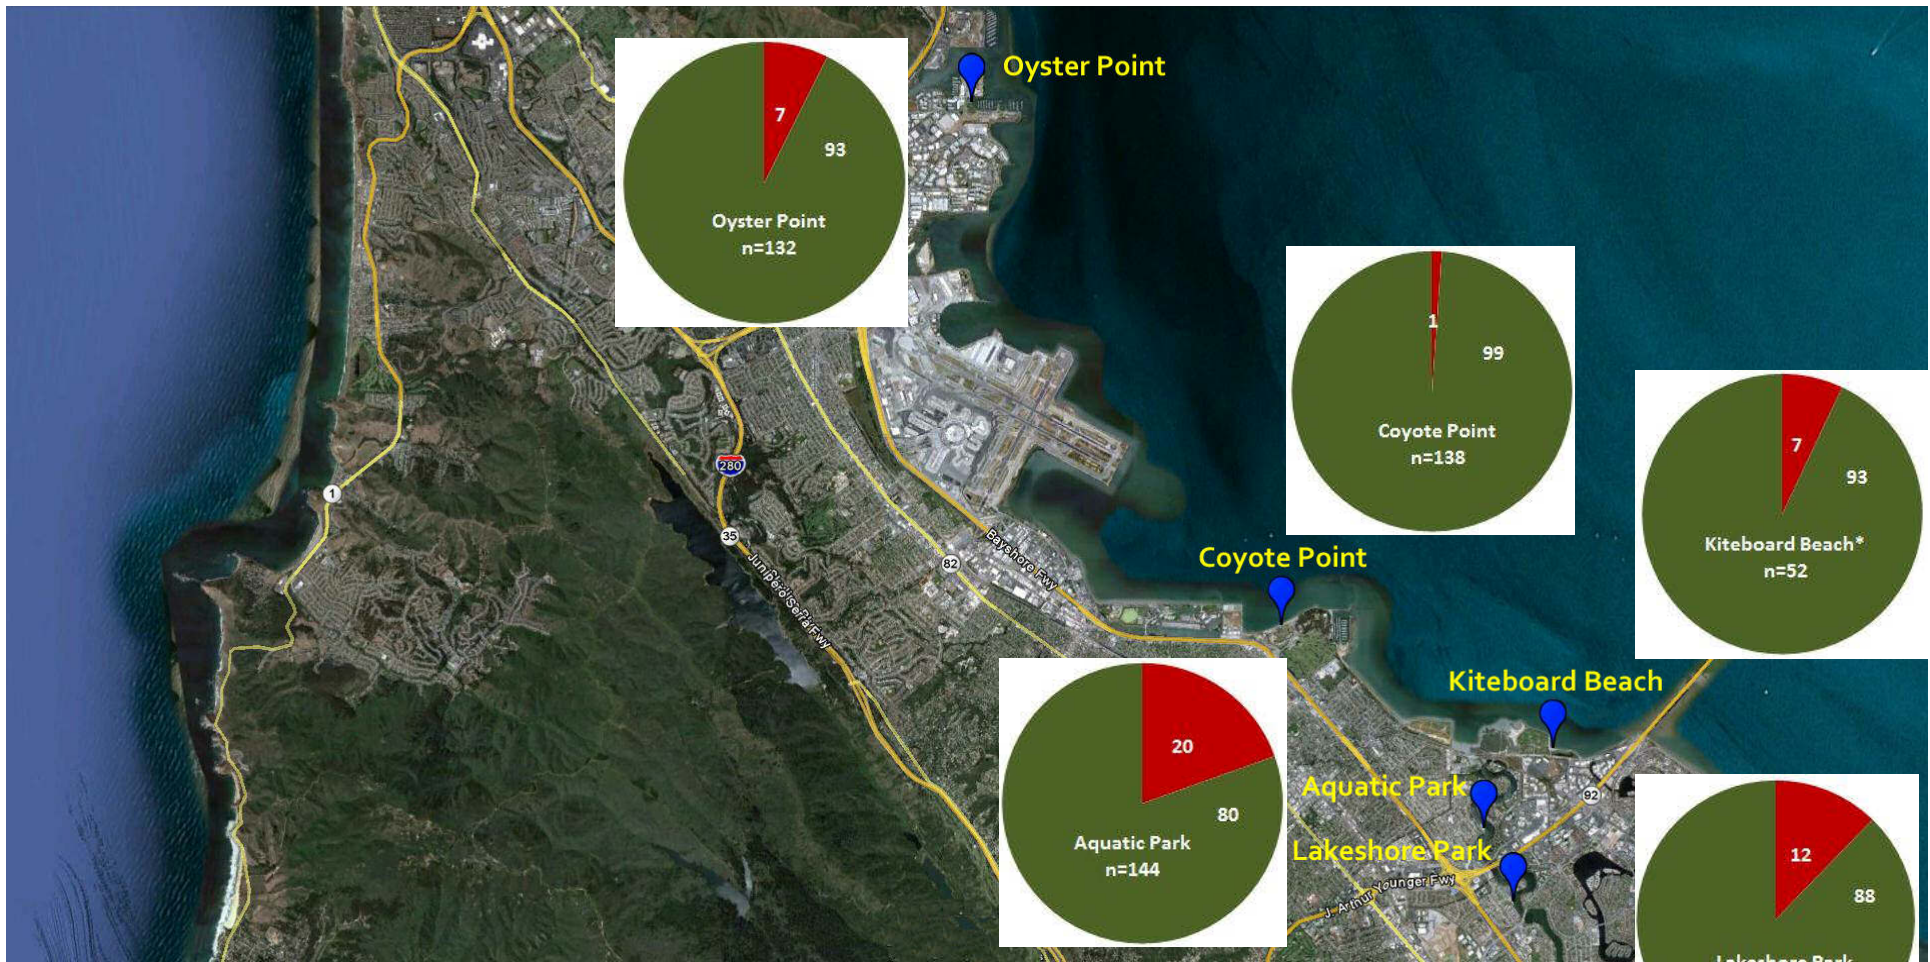 Oyster Point
7
93
Oyster Point
n=132
1
99
Coyote Point
n=138
7
93
Kiteboard Beach*
n=52
280
1
35
82
Bayshore Fwy
Junipero Serra Fwy
Coyote Point
Kiteboard Beach
20
80
Aquatic Park
n=144
Aquatic Park
92
Lakeshore Park
J. Arthur Younger Fwy
12
88
Lakeshore Park